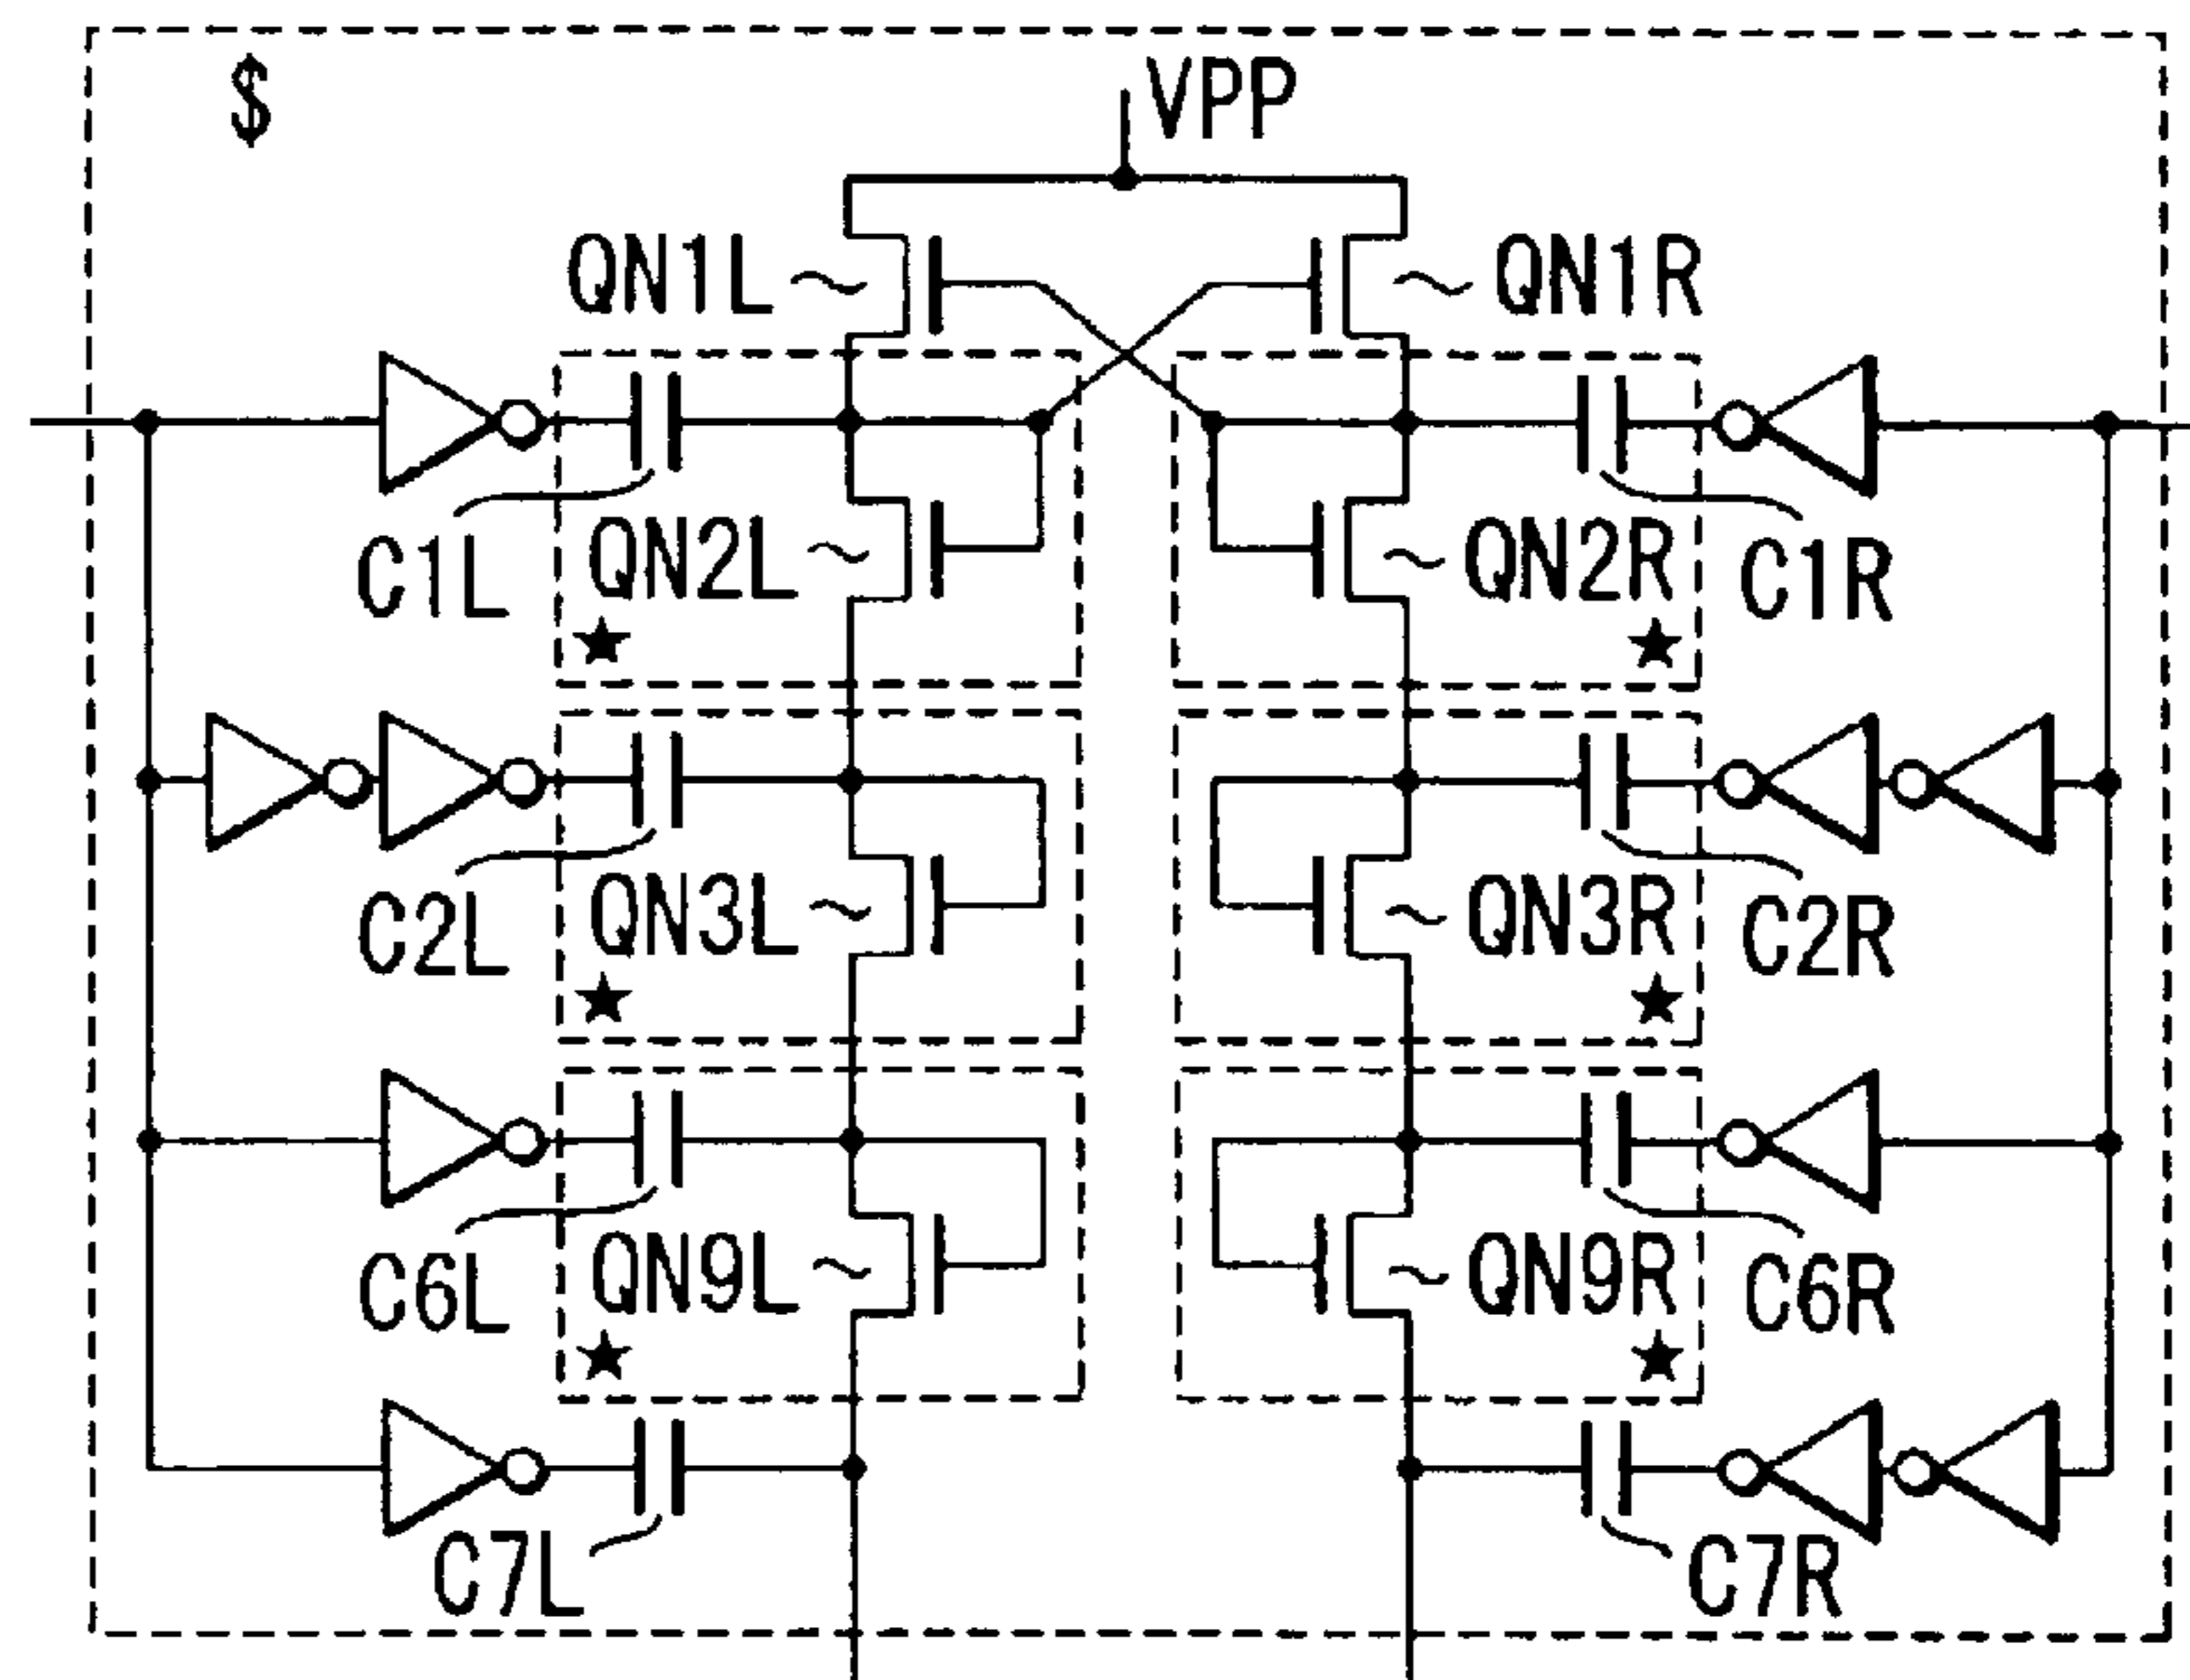 $
VPP
QN1L QN1R
C1L QN2L QN2R C1R
★ ★
C2L QN3L QN3R C2R
★ ★
C6L QN9L QN9R C6R
★ ★
C7L C7R